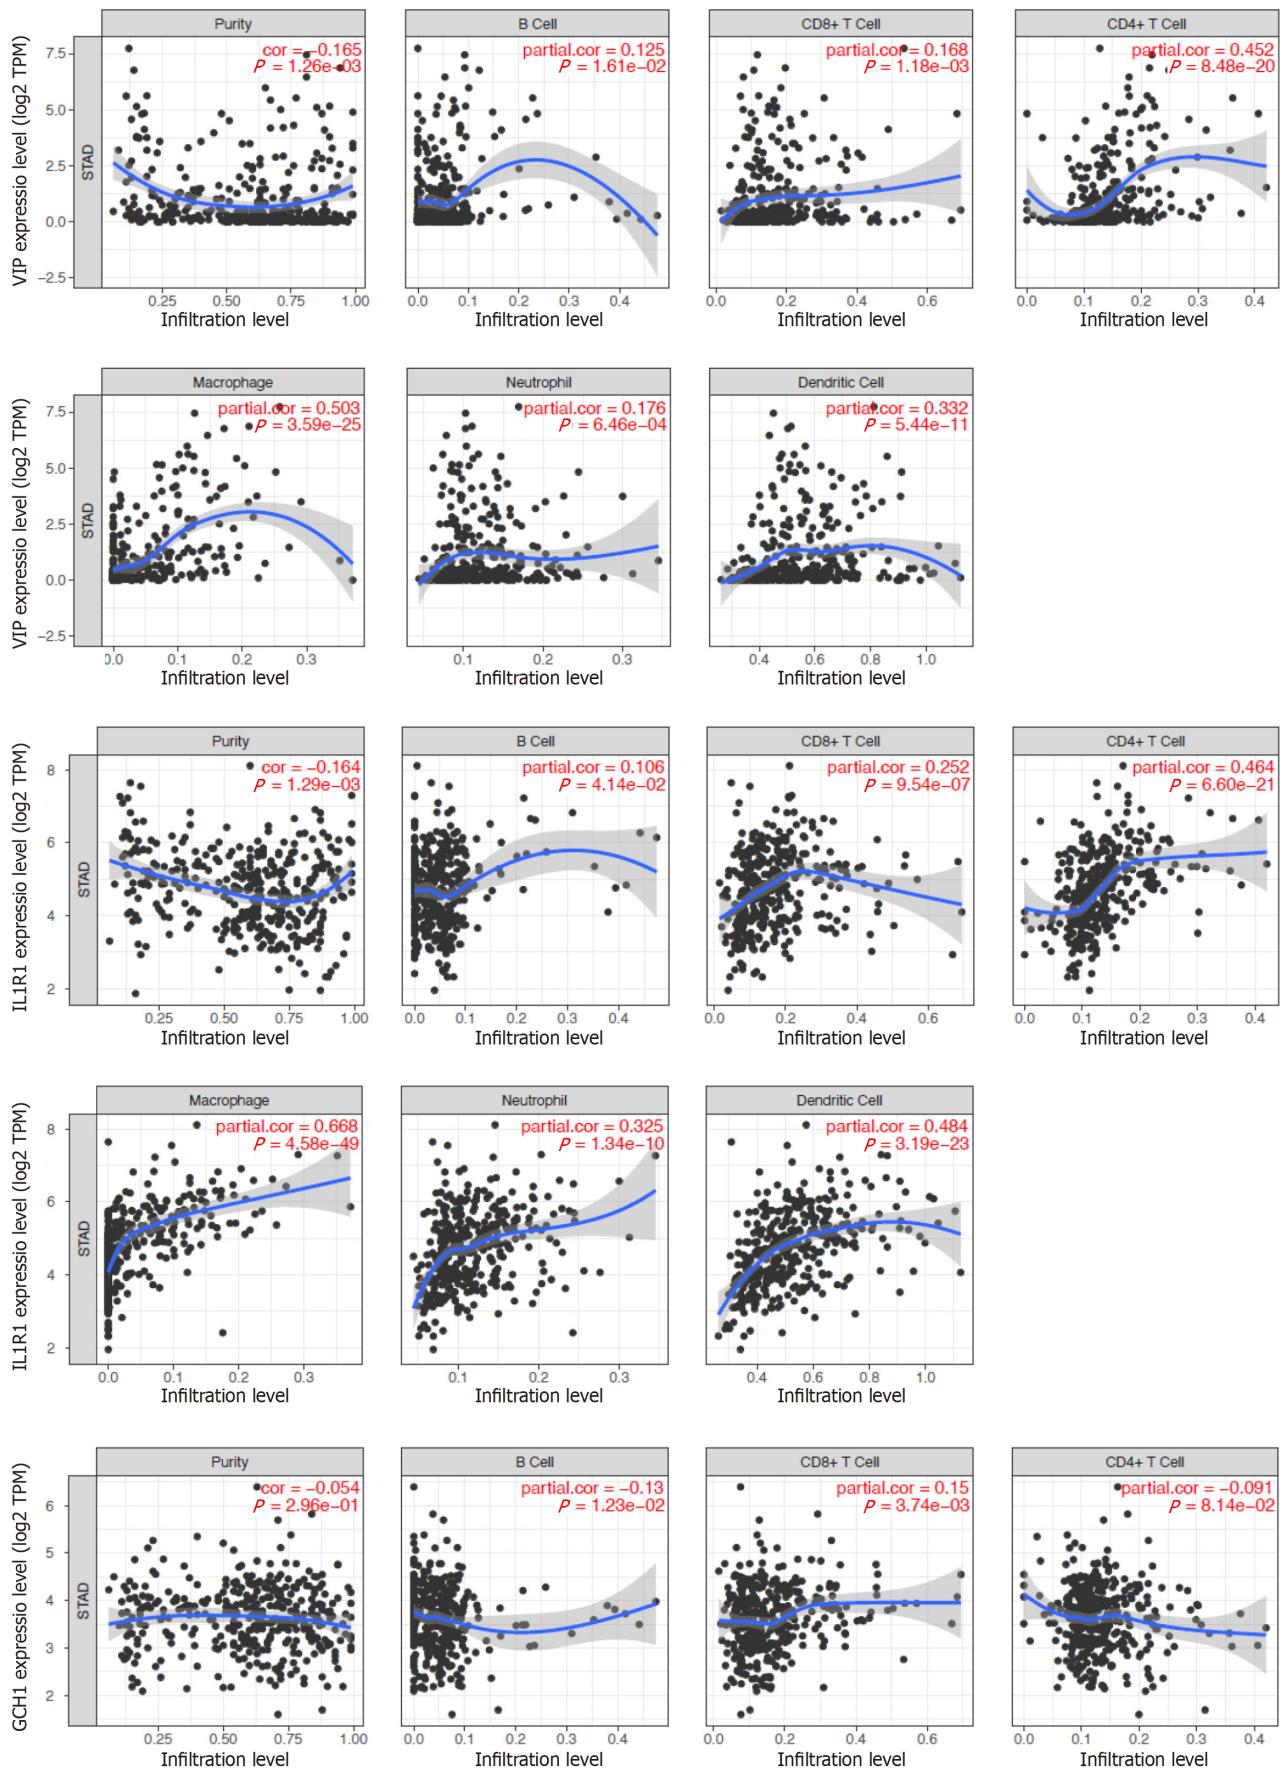 Purity
B Cell
CD8+ T Cell
CD4+ T Cell
VIP expressio level (log2 TPM)
STAD
7.5
5.0
2.5
0.0
−2.5
cor = −0.165
P = 1.26e−03
partial.cor = 0.125
P = 1.61e−02
partial.cor = 0.168
P = 1.18e−03
partial.cor = 0.452
P = 8.48e−20
0.25 0.50 0.75 1.00
0.0 0.1 0.2 0.3 0.4
0.0 0.2 0.4 0.6
0.0 0.1 0.2 0.3 0.4
Infiltration level
Infiltration level
Infiltration level
Infiltration level
Macrophage
Neutrophil
Dendritic Cell
VIP expressio level (log2 TPM)
STAD
7.5
5.0
2.5
0.0
−2.5
partial.cor = 0.503
P = 3.59e−25
partial.cor = 0.176
P = 6.46e−04
partial.cor = 0.332
P = 5.44e−11
0.0 0.1 0.2 0.3
0.1 0.2 0.3
0.4 0.6 0.8 1.0
Infiltration level
Infiltration level
Infiltration level
Purity
B Cell
CD8+ T Cell
CD4+ T Cell
IL1R1 expressio level (log2 TPM)
STAD
8
6
4
2
cor = −0.164
P = 1.29e−03
partial.cor = 0.106
P = 4.14e−02
partial.cor = 0.252
P = 9.54e−07
partial.cor = 0.464
P = 6.60e−21
0.25 0.50 0.75 1.00
0.0 0.1 0.2 0.3 0.4
0.0 0.2 0.4 0.6
0.0 0.1 0.2 0.3 0.4
Infiltration level
Infiltration level
Infiltration level
Infiltration level
Macrophage
Neutrophil
Dendritic Cell
IL1R1 expressio level (log2 TPM)
STAD
8
6
4
2
partial.cor = 0.668
P = 4.58e−49
partial.cor = 0.325
P = 1.34e−10
partial.cor = 0.484
P = 3.19e−23
0.0 0.1 0.2 0.3
0.1 0.2 0.3
0.4 0.6 0.8 1.0
Infiltration level
Infiltration level
Infiltration level
Purity
B Cell
CD8+ T Cell
CD4+ T Cell
GCH1 expressio level (log2 TPM)
STAD
6
5
4
3
2
cor = −0.054
P = 2.96e−01
partial.cor = −0.13
P = 1.23e−02
partial.cor = 0.15
P = 3.74e−03
partial.cor = −0.091
P = 8.14e−02
0.25 0.50 0.75 1.00
0.0 0.1 0.2 0.3 0.4
0.0 0.2 0.4 0.6
0.0 0.1 0.2 0.3 0.4
Infiltration level
Infiltration level
Infiltration level
Infiltration level